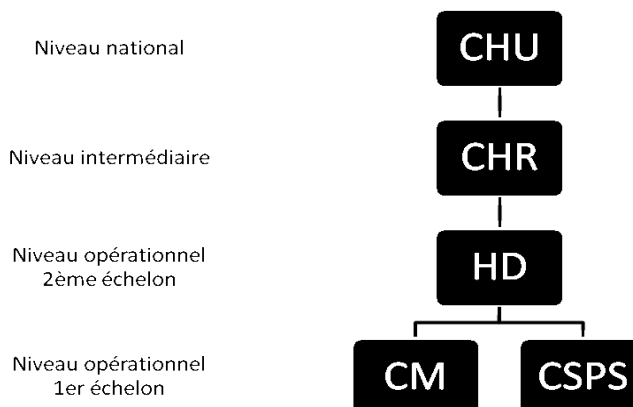 Niveau national
CHU
Niveau intermédiaire
CHR
Niveau opérationnel
2ème échelon
HD
Niveau opérationnel
1er échelon
CM
CSPS